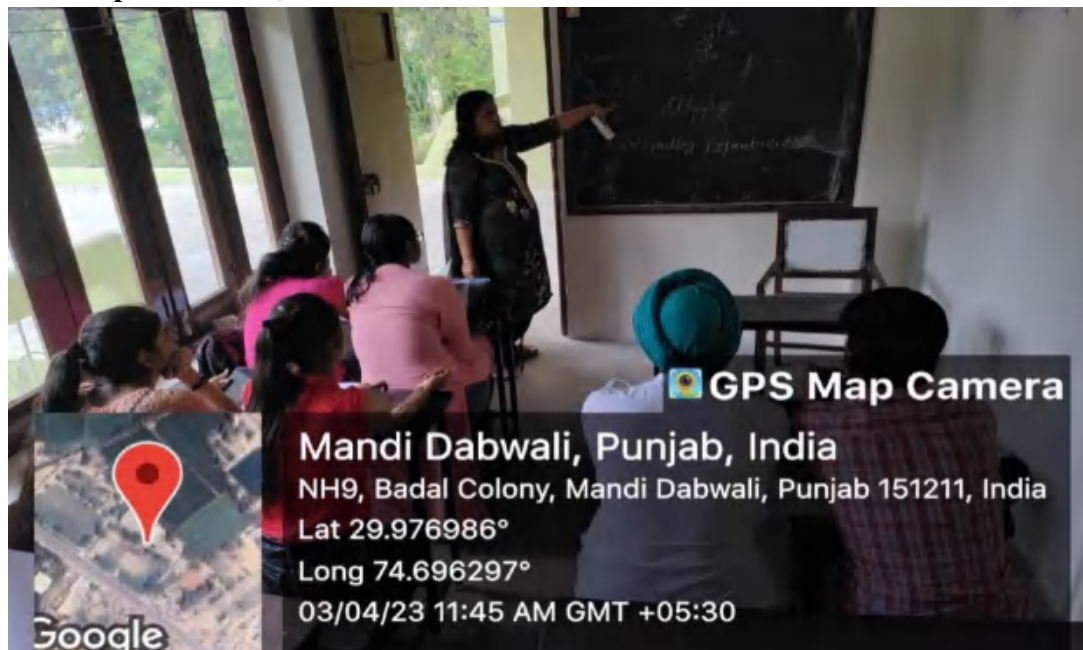 GPS Map Camera
Mandi Dabwali, Punjab, India
NH9, Badal Colony, Mandi Dabwali, Punjab 151211, India
Lat 29.976986°
Long 74.696297°
03/04/23 11:45 AM GMT +05:30
Google